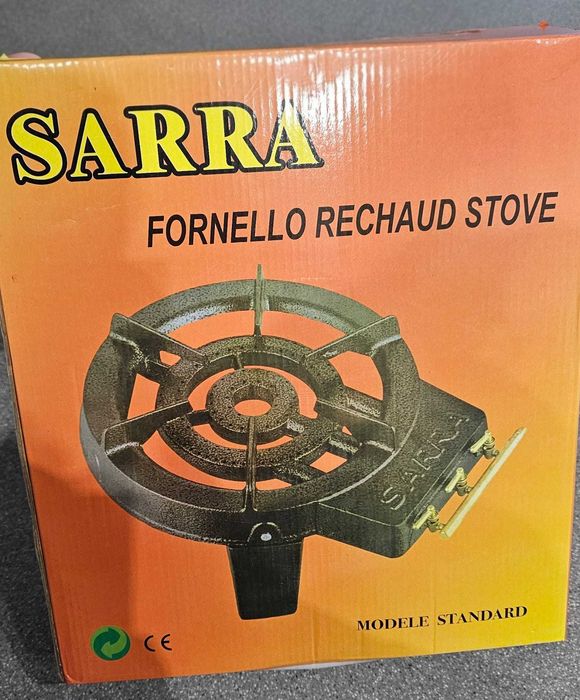 SARRA
FORNELLO RECHAUD STOVE
SARRA
MODELE STANDARD
CE